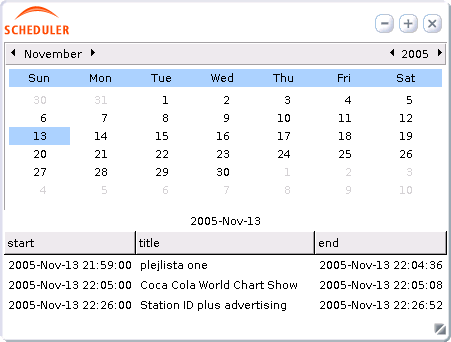 SCHEDULER
November 2005
Sun Mon Tue Wed Thu Fri Sat
30 31 1 2 3 4 5
6 7 8 9 10 11 12
13 14 15 16 17 18 19
20 21 22 23 24 25 26
27 28 29 30 1 2 3
4 5 6 7 8 9 10
2005-Nov-13
start title end
2005-Nov-13 21:59:00 plejlista one 2005-Nov-13 22:04:36
2005-Nov-13 22:05:00 Coca Cola World Chart Show 2005-Nov-13 22:05:08
2005-Nov-13 22:26:00 Station ID plus advertising 2005-Nov-13 22:26:52